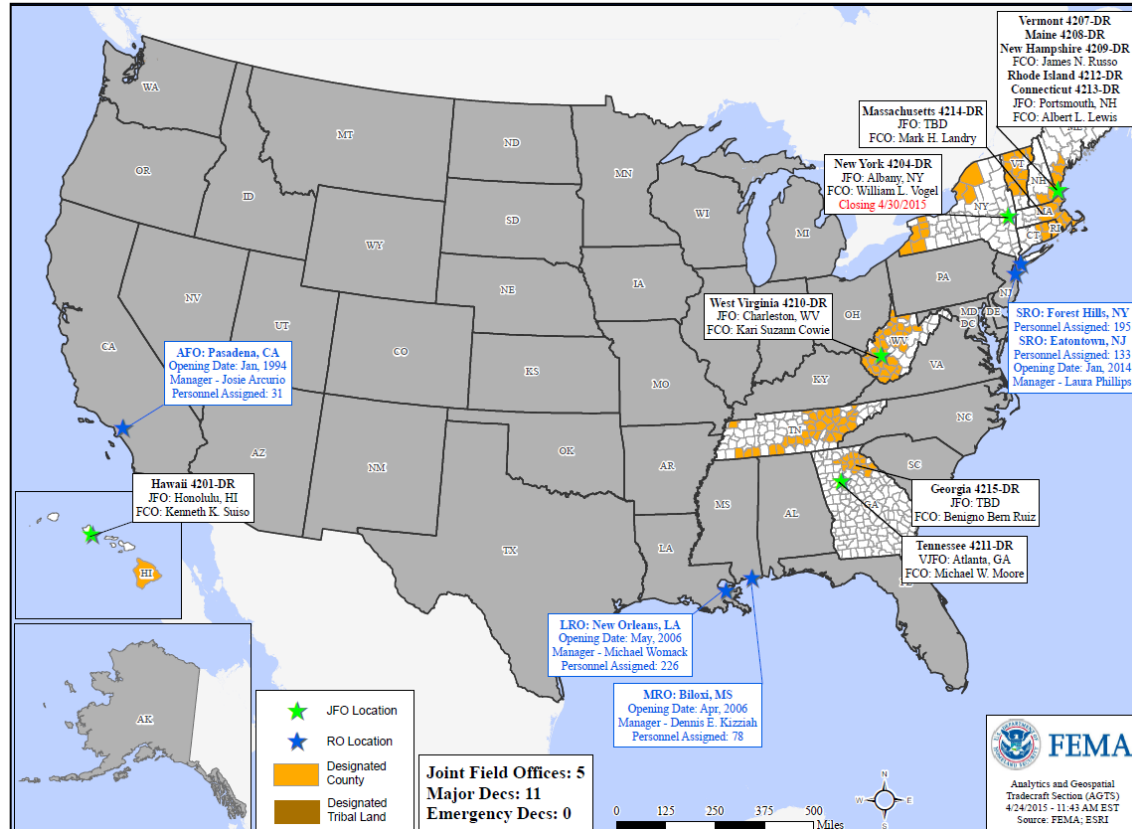 Vermont 4207-DR
Maine 4208-DR
New Hampshire 4209-DR
FCO: James N. Russo
Rhode Island 4212-DR
Connecticut 4213-DR
JFO: Portsmouth, NH
FCO: Albert L. Lewis
Massachusetts 4214-DR
JFO: TBD
FCO: Mark H. Landry
New York 4204-DR
JFO: Albany, NY
FCO: William L. Vogel
Closing 4/30/2015
West Virginia 4210-DR
JFO: Charleston, WV
FCO: Kari Suzann Cowie
SRO: Forest Hills, NY
Personnel Assigned: 195
SRO: Eatontown, NJ
Personnel Assigned: 133
Opening Date: Jan, 2014
Manager - Laura Phillips
AFO: Pasadena, CA
Opening Date: Jan, 1994
Manager - Josie Arcurio
Personnel Assigned: 31
Hawaii 4201-DR
JFO: Honolulu, HI
FCO: Kenneth K. Suiso
Georgia 4215-DR
JFO: TBD
FCO: Benigno Bern Ruiz
Tennessee 4211-DR
VJFO: Atlanta, GA
FCO: Michael W. Moore
LRO: New Orleans, LA
Opening Date: May, 2006
Manager - Michael Womack
Personnel Assigned: 226
MRO: Biloxi, MS
Opening Date: Apr, 2006
Manager - Dennis E. Kizziah
Personnel Assigned: 78
WA
MT
ND
MN
OR
ID
SD
WI
MI
WY
IA
NE
NV
UT
CO
CA
KS
MO
OH
PA
NJ
MD
DE
DC
WV
VA
KY
NC
TN
SC
AZ
NM
OK
AR
MS
AL
GA
TX
LA
NY
VT
NH
MA
CT
RI
HI
AK
JFO Location
RO Location
Designated
County
Designated
Tribal Land
Joint Field Offices: 5
Major Decs: 11
Emergency Decs: 0
N
W
E
S
0 125 250 375 500
Miles
FEMA
Analytics and Geospatial
Tradecraft Section (AGTS)
4/24/2015 - 11:43 AM EST
Source: FEMA; ESRI